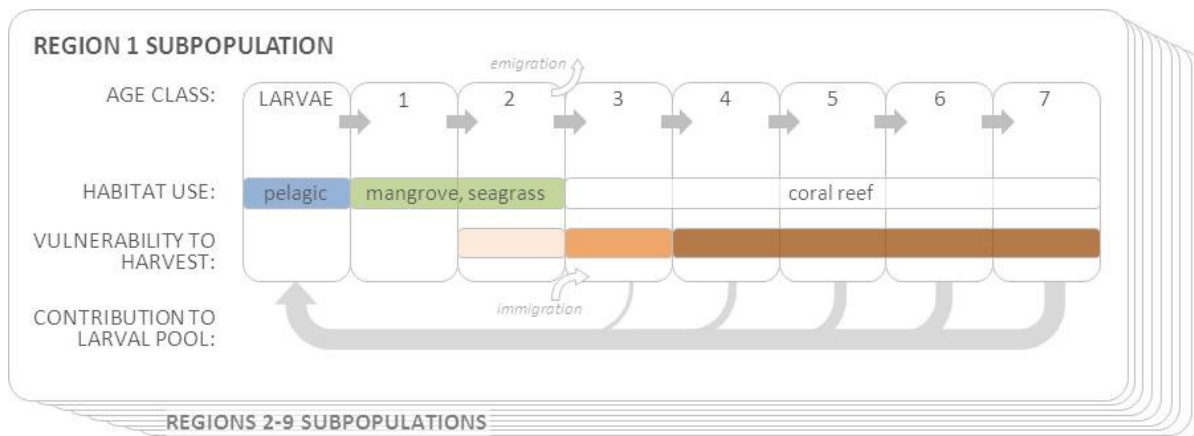 REGION 1 SUBPOPULATION
emigration
AGE CLASS: LARVAE 1 2 3 4 5 6 7
HABITAT USE: pelagic mangrove, seagrass coral reef
VULNERABILITY TO
HARVEST:
immigration
CONTRIBUTION TO
LARVAL POOL:
REGIONS 2-9 SUBPOPULATIONS